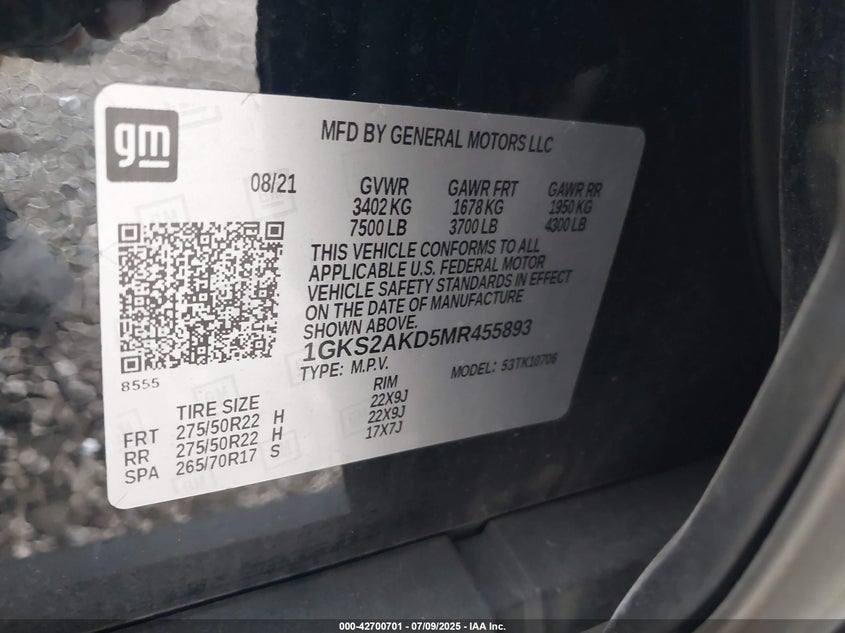 gm
MFD BY GENERAL MOTORS LLC
08/21 GVWR GAWR FRT GAWR RR
3402 KG 1678 KG 1950 KG
7500 LB 3700 LB 4300 LB
THIS VEHICLE CONFORMS TO ALL
APPLICABLE U.S. FEDERAL MOTOR
VEHICLE SAFETY STANDARDS IN EFFECT
ON THE DATE OF MANUFACTURE
SHOWN ABOVE.
1GKS2AKD5MR455893
TYPE: M.P.V. MODEL: 53TK10706
8555
TIRE SIZE RIM
FRT 275/50R22 H 22X9J
RR 275/50R22 H 22X9J
SPA 265/70R17 S 17X7J
000-42700701 - 07/09/2025 - IAA Inc.